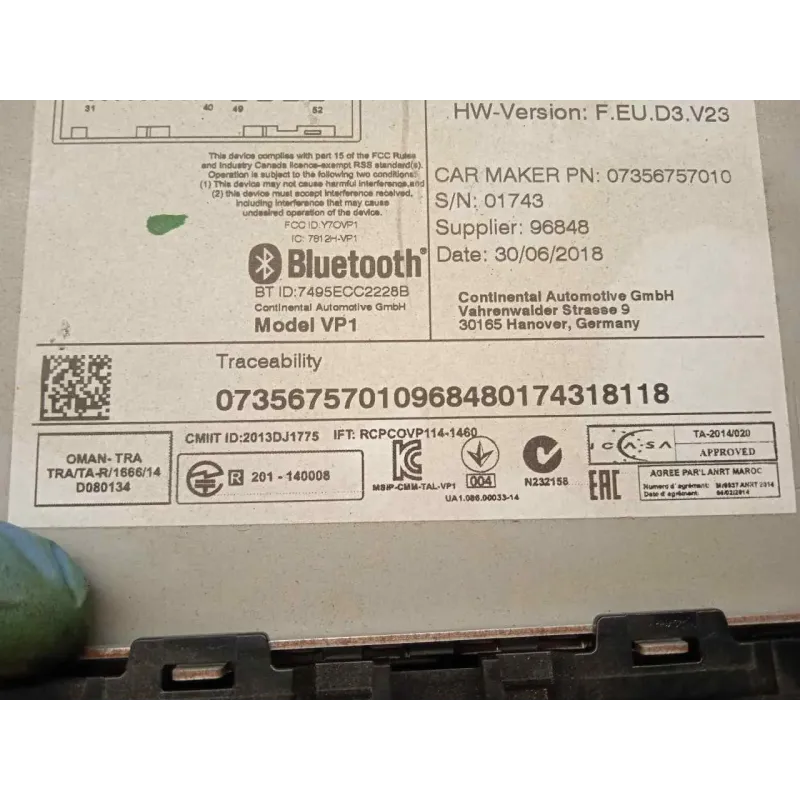 31 40 49 52
This device complies with part 15 of the FCC Rules
and Industry Canada licence-exempt RSS standard(s).
Operation is subject to the following two conditions:
(1) This device may not cause harmful interference,and
(2) this device must accept interference received,
including interference that may cause
undesired operation of the device.
FCC ID:Y7OVP1
IC: 7812H-VP1
Bluetooth®
BT ID:7495ECC2228B
Continental Automotive GmbH
Model VP1
HW-Version: F.EU.D3.V23
CAR MAKER PN: 07356757010
S/N: 01743
Supplier: 96848
Date: 30/06/2018
Continental Automotive GmbH
Vahrenwalder Strasse 9
30165 Hanover, Germany
Traceability
07356757010968480174318118
OMAN- TRA
TRA/TA-R/1666/14
D080134
CMIIT ID:2013DJ1775 IFT: RCPCOVP114-1460
R 201 - 140008
MSIP-CMM-TAL-VP1
004
UA1.086.00033-14
N232158
ICASA
TA-2014/020
APPROVED
EAC
AGREE PAR'L ANRT MAROC
Numero d' agrément:
Date d'agrément: